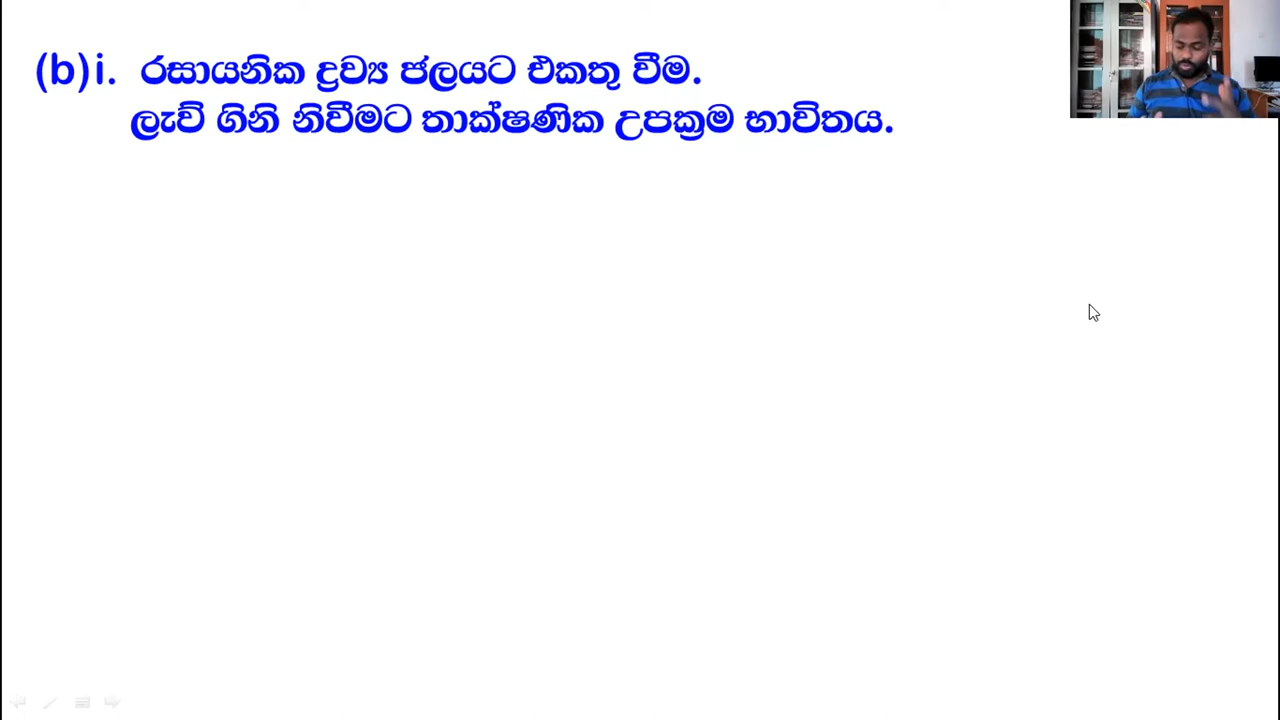 (b) i. රසායනික ද්‍රව්‍ය ජලයට එකතු වීම.
ලැව් ගිනි නිවීමට තාක්ෂණික උපක්‍රම භාවිතය.